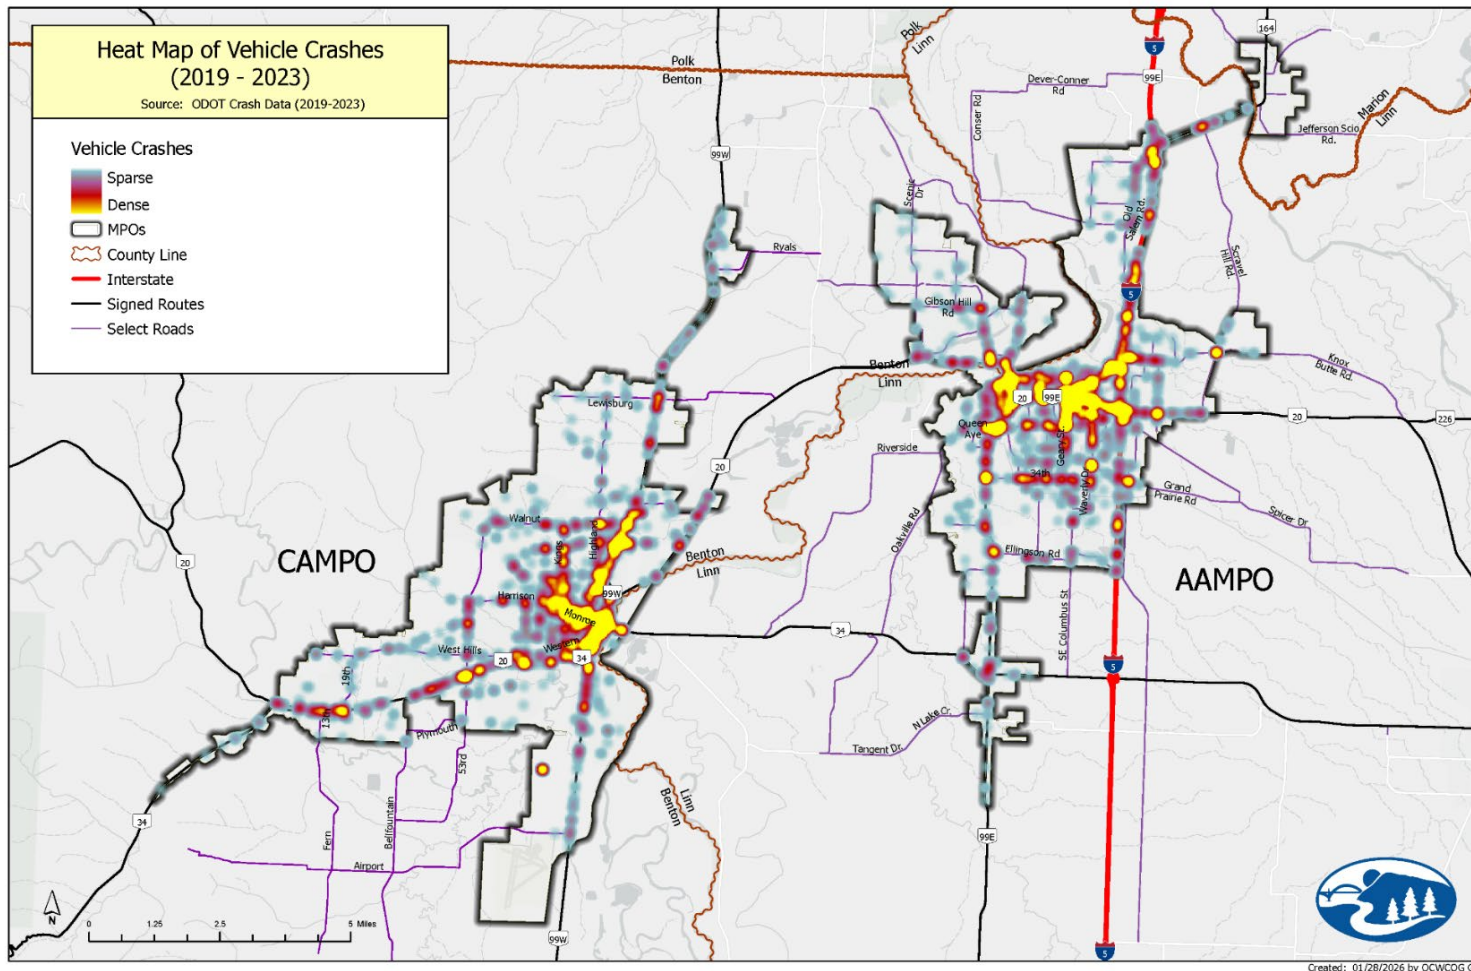 Heat Map of Vehicle Crashes
(2019 - 2023)
Source: ODOT Crash Data (2019-2023)
Vehicle Crashes
Sparse
Dense
MPOs
County Line
Interstate
Signed Routes
Select Roads
Polk
Benton
Polk
Linn
5
164
99E
Dever-Conner
Rd
Conser Rd
Marion
Linn
Jefferson Scio
Rd.
99W
Scenic
Dr
Old
Salem Rd.
Scravel
Hill Rd.
Ryals
5
Gibson Hill
Rd
Benton
Linn
Knox
Butte Rd.
20
99E
20
226
Lewisburg
Queen
Ave
Geary St.
Riverside
20
34th
Waverly Dr
Grand
Prairie Rd
Spicer Dr
Oakville Rd
Walnut
Kings
Highland
Benton
Linn
Ellingson Rd
CAMPO
AAMPO
20
Harrison
99W
Monroe
SE Columbus St
34
West Hills
Western
20
34
5
19th
13th
Plymouth
53rd
N Lake Cr.
Tangent Dr.
Linn
Benton
34
Fern
Bellfountain
99E
Airport
N
0 1.25 2.5 5 Miles
99W
5
Created: 01/28/2026 by OCWCOG G